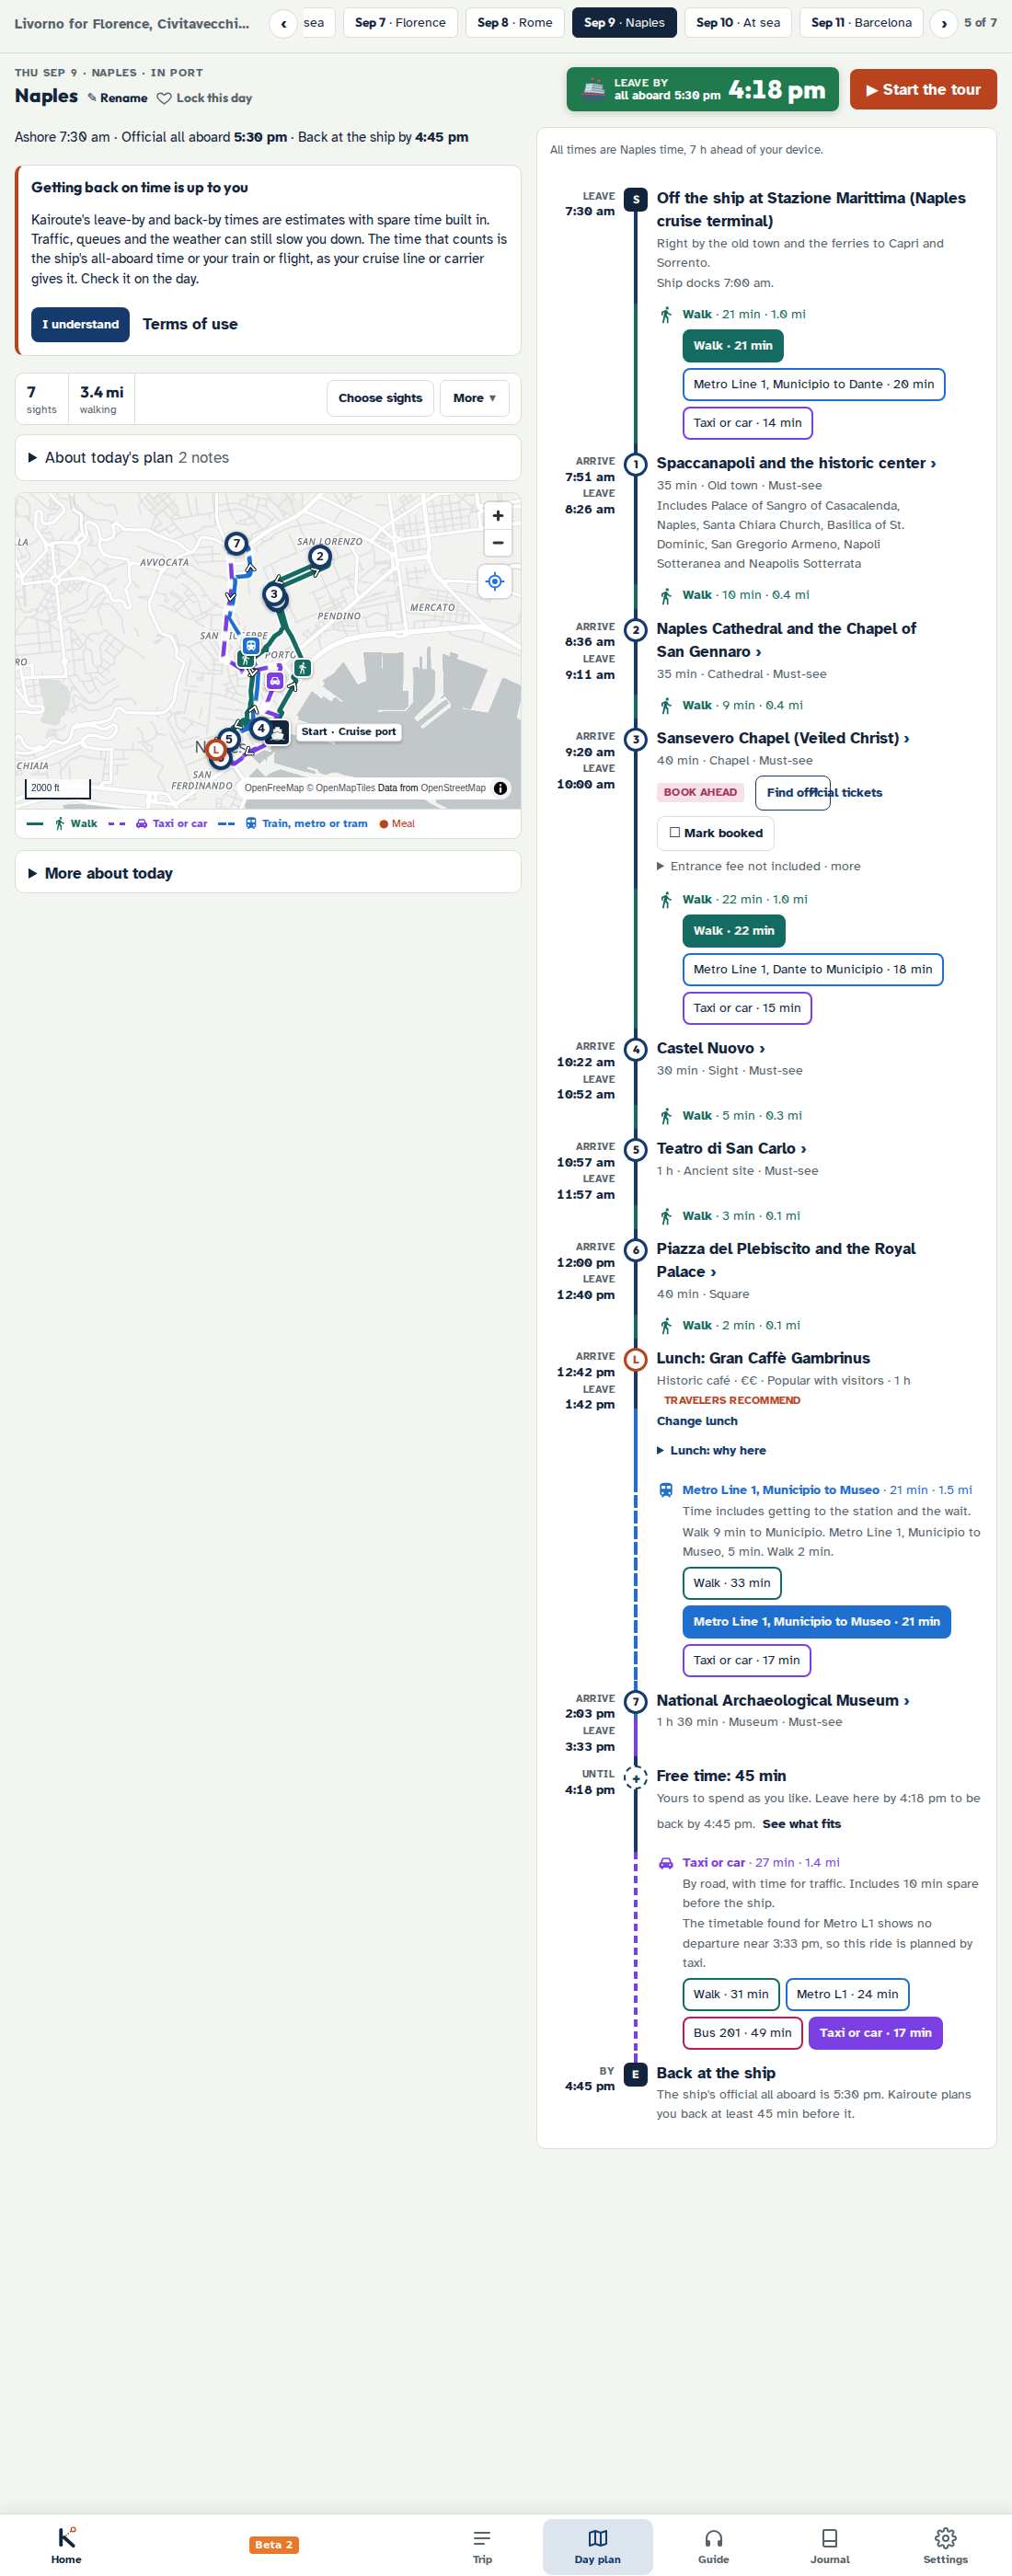 Livorno for Florence, Civitavecchi...
‹
sea
Sep 7 · Florence
Sep 8 · Rome
Sep 9 · Naples
Sep 10 · At sea
Sep 11 · Barcelona
›
5 of 7
THU SEP 9 · NAPLES · IN PORT
Naples ✎ Rename ♡ Lock this day
LEAVE BY
all aboard 5:30 pm
4:18 pm
▶ Start the tour
Ashore 7:30 am · Official all aboard 5:30 pm · Back at the ship by 4:45 pm
Getting back on time is up to you
Kairoute's leave-by and back-by times are estimates with spare time built in.
Traffic, queues and the weather can still slow you down. The time that counts is
the ship's all-aboard time or your train or flight, as your cruise line or carrier
gives it. Check it on the day.
I understand
Terms of use
7
sights
3.4 mi
walking
Choose sights
More ▼
▶ About today's plan 2 notes
LA
AVVOCATA
SAN LORENZO
7
2
3
MERCATO
PENDINO
PORTO
RO
4
5
L
Start · Cruise port
CHIAIA
SAN
FERDINANDO
2000 ft
+
−
OpenFreeMap © OpenMapTiles Data from OpenStreetMap
Walk
Taxi or car
Train, metro or tram
Meal
▶ More about today
All times are Naples time, 7 h ahead of your device.
LEAVE
7:30 am
S
Off the ship at Stazione Marittima (Naples
cruise terminal)
Right by the old town and the ferries to Capri and
Sorrento.
Ship docks 7:00 am.
Walk · 21 min · 1.0 mi
Walk · 21 min
Metro Line 1, Municipio to Dante · 20 min
Taxi or car · 14 min
ARRIVE
7:51 am
LEAVE
8:26 am
1
Spaccanapoli and the historic center ›
35 min · Old town · Must-see
Includes Palace of Sangro of Casacalenda,
Naples, Santa Chiara Church, Basilica of St.
Dominic, San Gregorio Armeno, Napoli
Sotteranea and Neapolis Sotterrata
Walk · 10 min · 0.4 mi
ARRIVE
8:36 am
LEAVE
9:11 am
2
Naples Cathedral and the Chapel of
San Gennaro ›
35 min · Cathedral · Must-see
Walk · 9 min · 0.4 mi
ARRIVE
9:20 am
LEAVE
10:00 am
3
Sansevero Chapel (Veiled Christ) ›
40 min · Chapel · Must-see
BOOK AHEAD
Find official tickets
☐ Mark booked
▶ Entrance fee not included · more
Walk · 22 min · 1.0 mi
Walk · 22 min
Metro Line 1, Dante to Municipio · 18 min
Taxi or car · 15 min
ARRIVE
10:22 am
LEAVE
10:52 am
4
Castel Nuovo ›
30 min · Sight · Must-see
Walk · 5 min · 0.3 mi
ARRIVE
10:57 am
LEAVE
11:57 am
5
Teatro di San Carlo ›
1 h · Ancient site · Must-see
Walk · 3 min · 0.1 mi
ARRIVE
12:00 pm
LEAVE
12:40 pm
6
Piazza del Plebiscito and the Royal
Palace ›
40 min · Square
Walk · 2 min · 0.1 mi
ARRIVE
12:42 pm
LEAVE
1:42 pm
L
Lunch: Gran Caffè Gambrinus
Historic café · €€ · Popular with visitors · 1 h
TRAVELERS RECOMMEND
Change lunch
▶ Lunch: why here
Metro Line 1, Municipio to Museo · 21 min · 1.5 mi
Time includes getting to the station and the wait.
Walk 9 min to Municipio. Metro Line 1, Municipio to
Museo, 5 min. Walk 2 min.
Walk · 33 min
Metro Line 1, Municipio to Museo · 21 min
Taxi or car · 17 min
ARRIVE
2:03 pm
LEAVE
3:33 pm
7
National Archaeological Museum ›
1 h 30 min · Museum · Must-see
UNTIL
4:18 pm
+
Free time: 45 min
Yours to spend as you like. Leave here by 4:18 pm to be
back by 4:45 pm. See what fits
Taxi or car · 27 min · 1.4 mi
By road, with time for traffic. Includes 10 min spare
before the ship.
The timetable found for Metro L1 shows no
departure near 3:33 pm, so this ride is planned by
taxi.
Walk · 31 min
Metro L1 · 24 min
Bus 201 · 49 min
Taxi or car · 17 min
BY
4:45 pm
E
Back at the ship
The ship's official all aboard is 5:30 pm. Kairoute plans
you back at least 45 min before it.
Home
Beta 2
Trip
Day plan
Guide
Journal
Settings